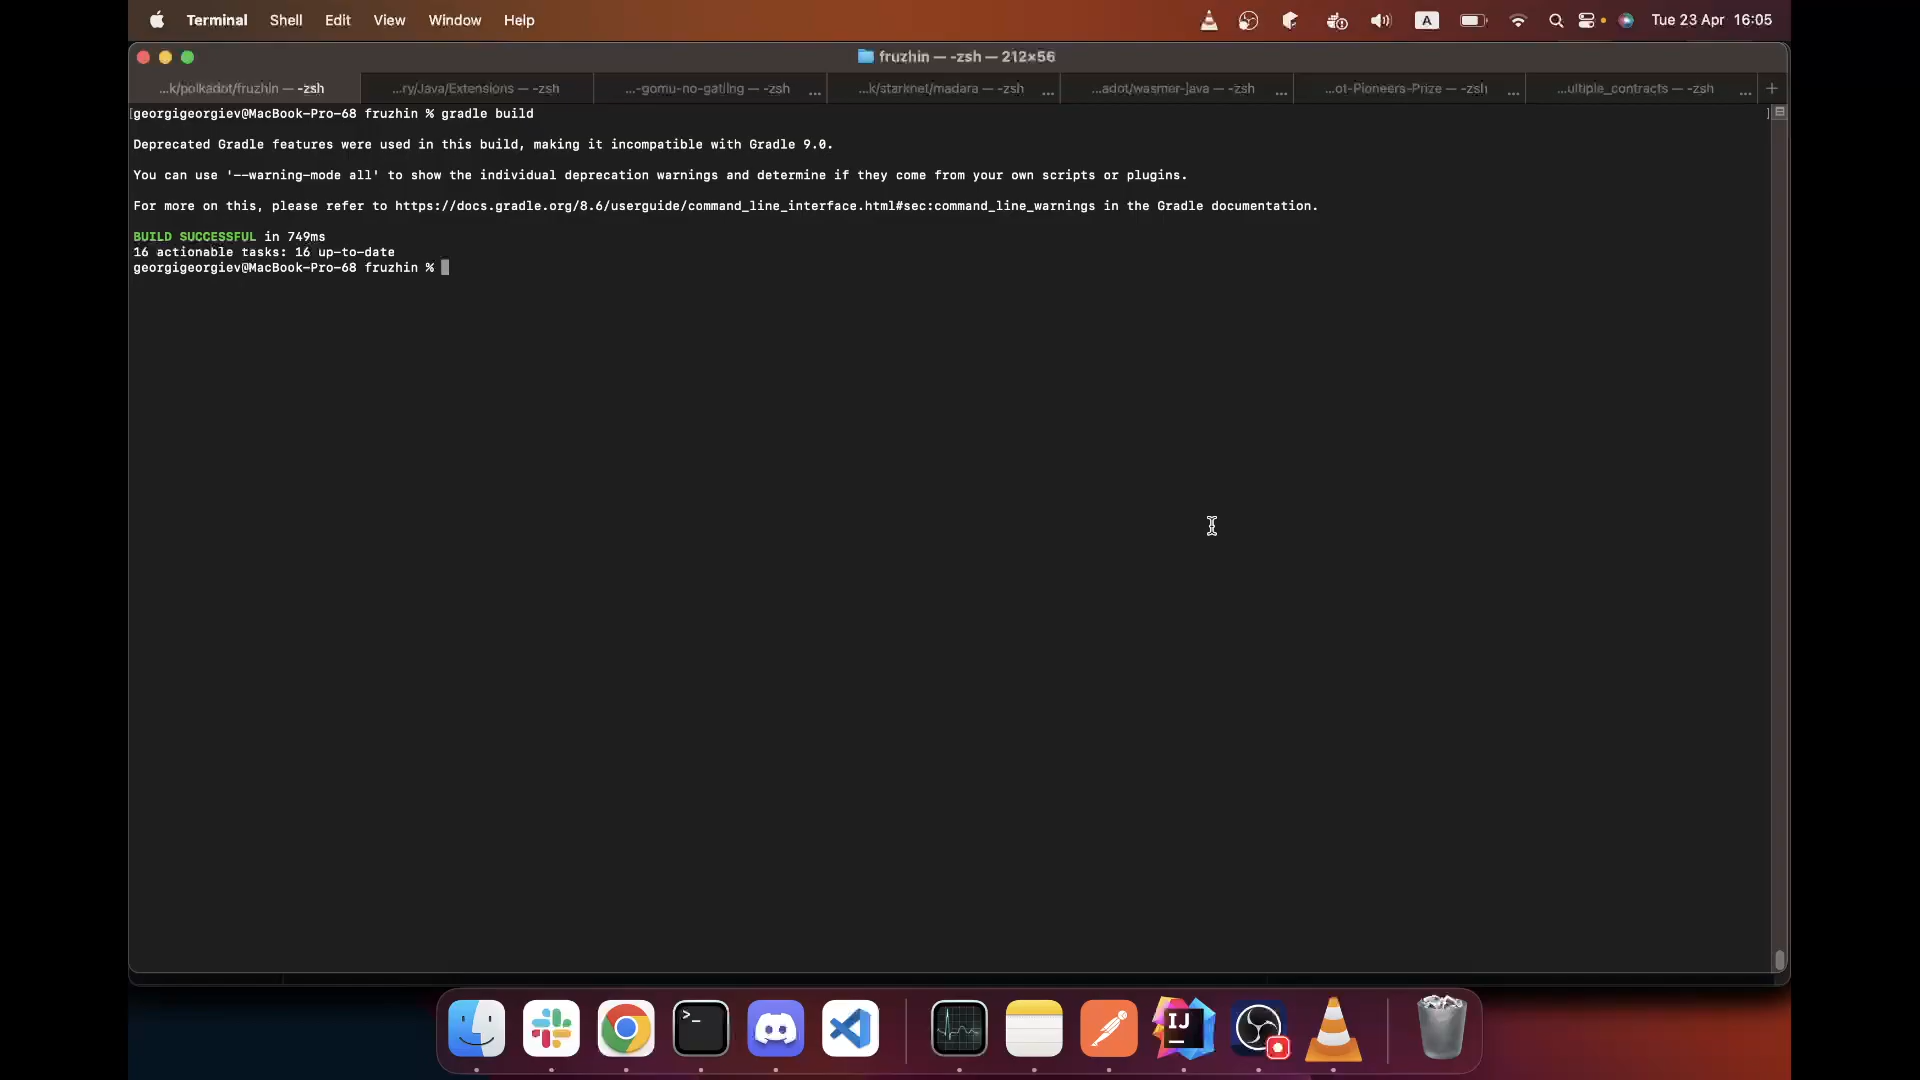 Terminal Shell Edit View Window Help A Tue 23 Apr 16:05
fruzhin — -zsh — 212×56
...k/polkadot/fruzhin — -zsh ...ry/Java/Extensions — -zsh ...-gomu-no-gatling — -zsh ... ...k/starknet/madara — -zsh ... ...adot/wasmer-java — -zsh ... ...ot-Pioneers-Prize — -zsh ... ...ultiple_contracts — -zsh ... +
[georgigeorgiev@MacBook-Pro-68 fruzhin % gradle build ]
Deprecated Gradle features were used in this build, making it incompatible with Gradle 9.0.
You can use '--warning-mode all' to show the individual deprecation warnings and determine if they come from your own scripts or plugins.
For more on this, please refer to https://docs.gradle.org/8.6/userguide/command_line_interface.html#sec:command_line_warnings in the Gradle documentation.
BUILD SUCCESSFUL in 749ms
16 actionable tasks: 16 up-to-date
georgigeorgiev@MacBook-Pro-68 fruzhin %
>_
IJ